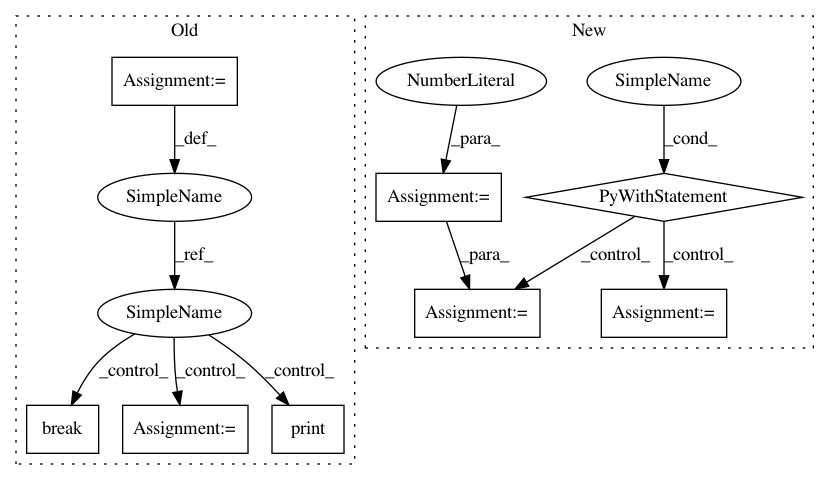 Old
New
Assignment:=
NumberLiteral
SimpleName
_def_
_para_
_cond_
SimpleName
Assignment:=
PyWithStatement
_ref_
_para_
_control_
_control_
SimpleName
Assignment:=
Assignment:=
_control_
_control_
_control_
break
Assignment:=
print